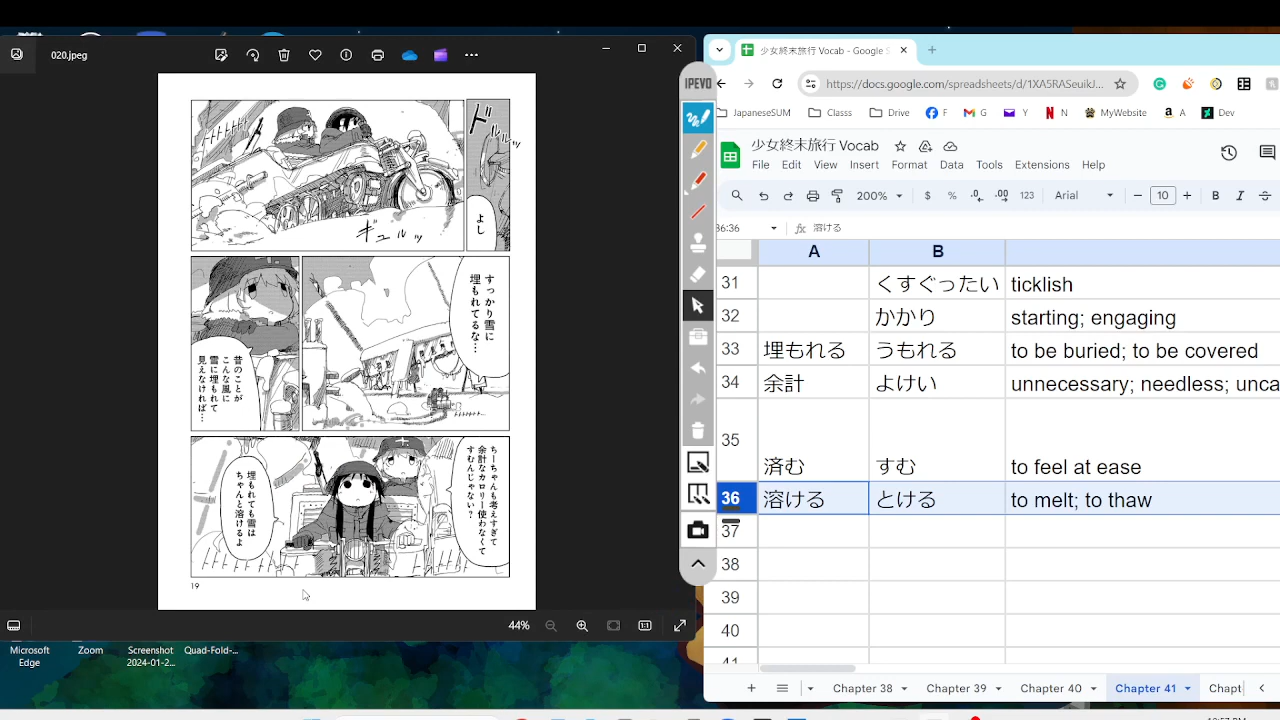 020.jpeg
ドルルルッ
よし
ギュルッ
すっかり雪に
埋もれてるな…
昔のことが
こんな風に
雪に埋もれて
見えなければ…
ちーちゃんも考えすぎて
余計なカロリー使わなくて
すむんじゃない?
埋もれても雪は
ちゃんと溶けるよ
19
44%
Microsoft
Edge
Zoom
Screenshot
2024-01-2...
Quad-Fold-...
IPEVO
少女終末旅行 Vocab - Google S
https://docs.google.com/spreadsheets/d/1XA5RASeuikJ...
JapaneseSUM
Classs
Drive
F
G
Y
N
MyWebsite
A
Dev
少女終末旅行 Vocab
File Edit View Insert Format Data Tools Extensions Help
200% $ % .0 .00 123 Arial 10 B I
36:36 fx 溶ける
A B
31 くすぐったい ticklish
32 かかり starting; engaging
33 埋もれる うもれる to be buried; to be covered
34 余計 よけい unnecessary; needless; unca
35 済む すむ to feel at ease
36 溶ける とける to melt; to thaw
37
38
39
40
41
Chapter 38 Chapter 39 Chapter 40 Chapter 41 Chapt